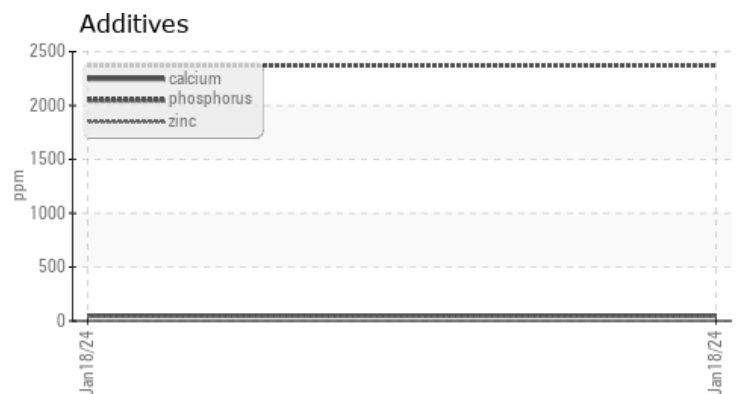 Additives
2500
2000
1500
1000
500
0
ppm
calcium
phosphorus
zinc
Jan18/24
Jan18/24